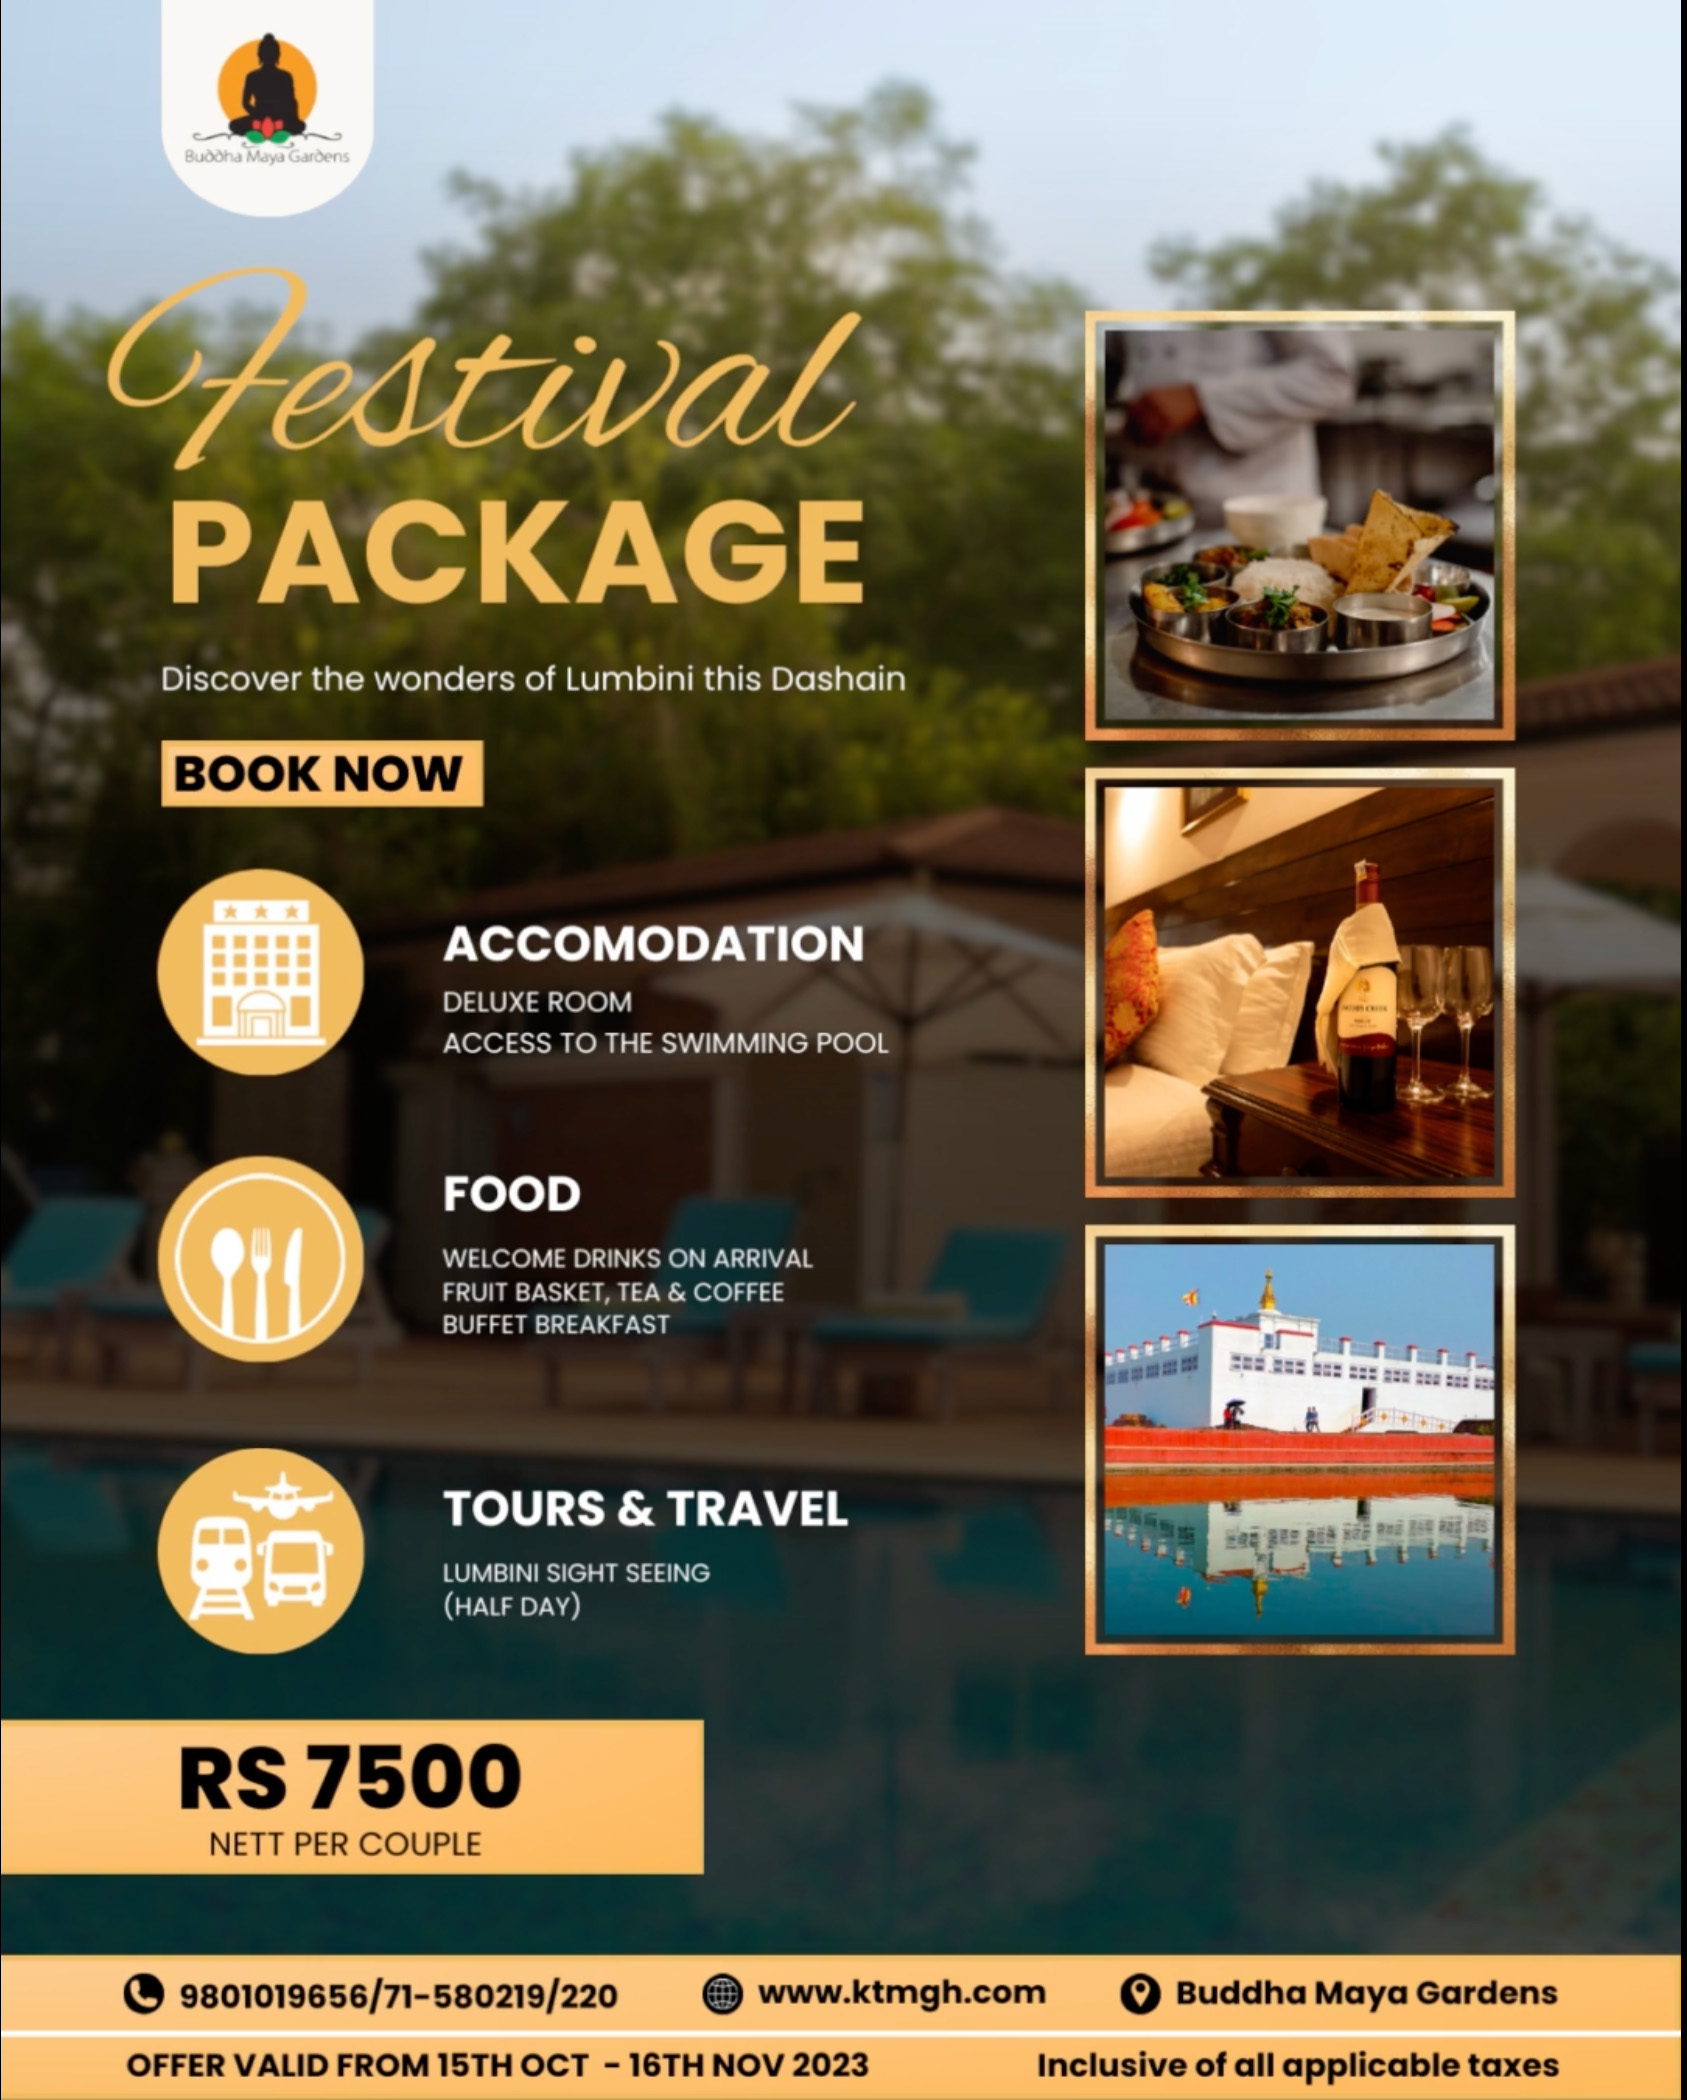 Buddha Maya Gardens
Festival
PACKAGE
Discover the wonders of Lumbini this Dashain
BOOK NOW
ACCOMODATION
DELUXE ROOM
ACCESS TO THE SWIMMING POOL
FOOD
WELCOME DRINKS ON ARRIVAL
FRUIT BASKET, TEA & COFFEE
BUFFET BREAKFAST
TOURS & TRAVEL
LUMBINI SIGHT SEEING
(HALF DAY)
RS 7500
NETT PER COUPLE
9801019656/71-580219/220 www.ktmgh.com Buddha Maya Gardens
OFFER VALID FROM 15TH OCT - 16TH NOV 2023 Inclusive of all applicable taxes